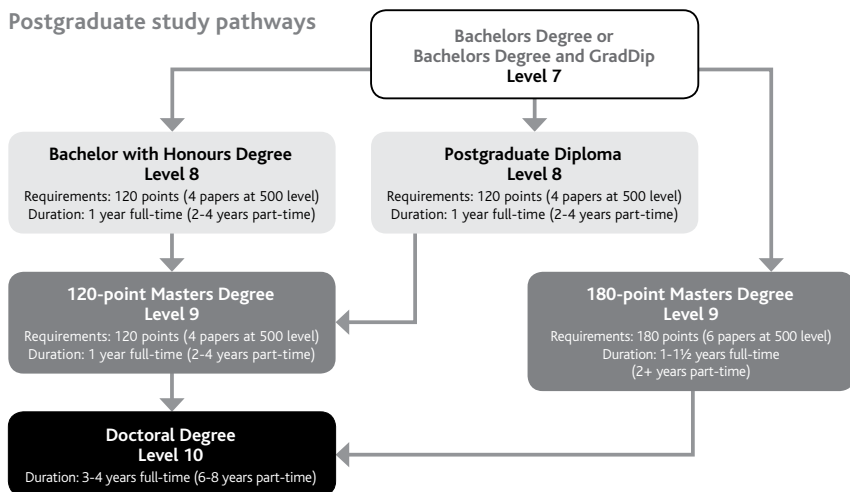 Postgraduate study pathways
Bachelors Degree or
Bachelors Degree and GradDip
Level 7
Bachelor with Honours Degree
Level 8
Requirements: 120 points (4 papers at 500 level)
Duration: 1 year full-time (2-4 years part-time)
Postgraduate Diploma
Level 8
Requirements: 120 points (4 papers at 500 level)
Duration: 1 year full-time (2-4 years part-time)
120-point Masters Degree
Level 9
Requirements: 120 points (4 papers at 500 level)
Duration: 1 year full-time (2-4 years part-time)
180-point Masters Degree
Level 9
Requirements: 180 points (6 papers at 500 level)
Duration: 1-1½ years full-time
(2+ years part-time)
Doctoral Degree
Level 10
Duration: 3-4 years full-time (6-8 years part-time)